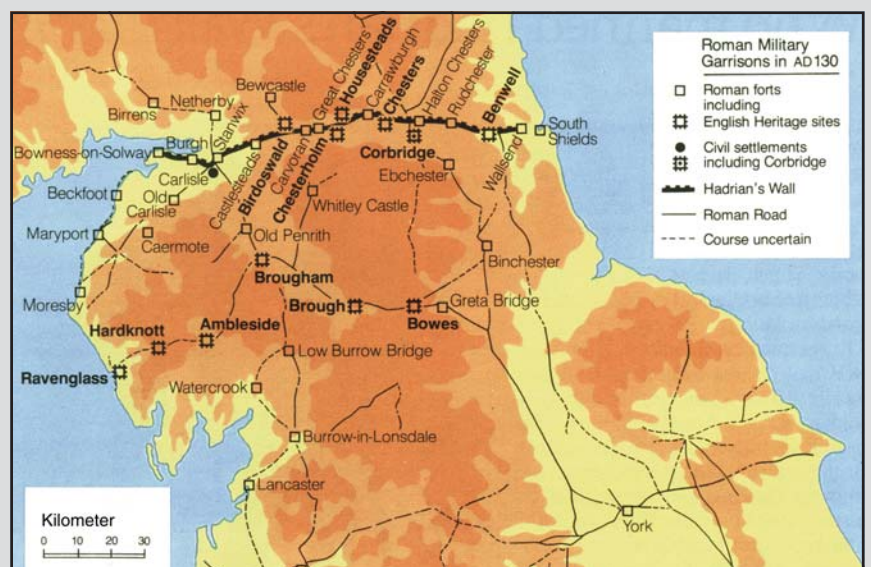 Roman Military
Garrisons in AD130
Roman forts
including
English Heritage sites
Civil settlements
including Corbridge
Hadrian's Wall
Roman Road
Course uncertain
Birrens
Netherby
Bewcastle
Stanwix
Great Chesters
Housesteads
Carrawburgh
Chesters
Halton Chesters
Rudchester
Benwell
South
Shields
Wallsend
Bowness-on-Solway
Burgh
Carlisle
Castlesteads
Birdoswald
Carvoran
Chesterholm
Corbridge
Ebchester
Beckfoot
Old
Carlisle
Whitley Castle
Maryport
Caermote
Old Penrith
Binchester
Brougham
Moresby
Brough
Bowes
Greta Bridge
Hardknott
Ambleside
Low Burrow Bridge
Ravenglass
Watercrook
Burrow-in-Lonsdale
Lancaster
York
Kilometer
0 10 20 30